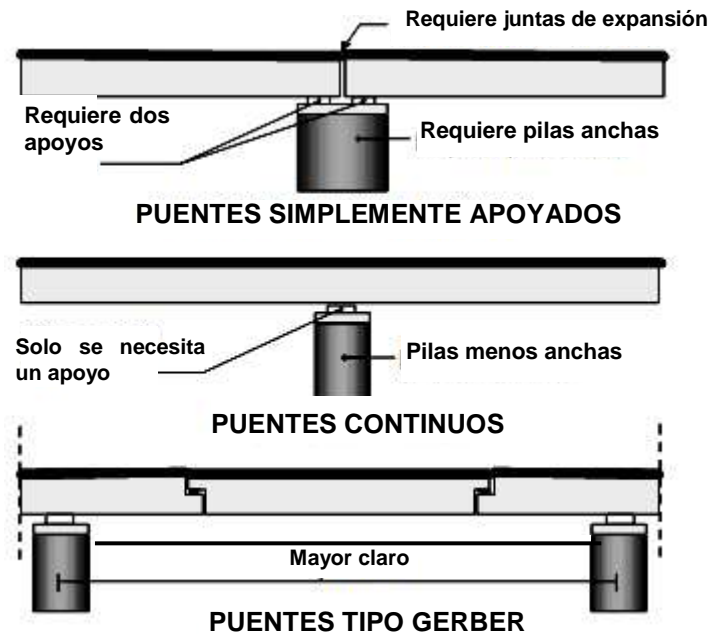 Requiere juntas de expansión
Requiere dos
apoyos
Requiere pilas anchas
PUENTES SIMPLEMENTE APOYADOS
Solo se necesita
un apoyo
Pilas menos anchas
PUENTES CONTINUOS
Mayor claro
PUENTES TIPO GERBER